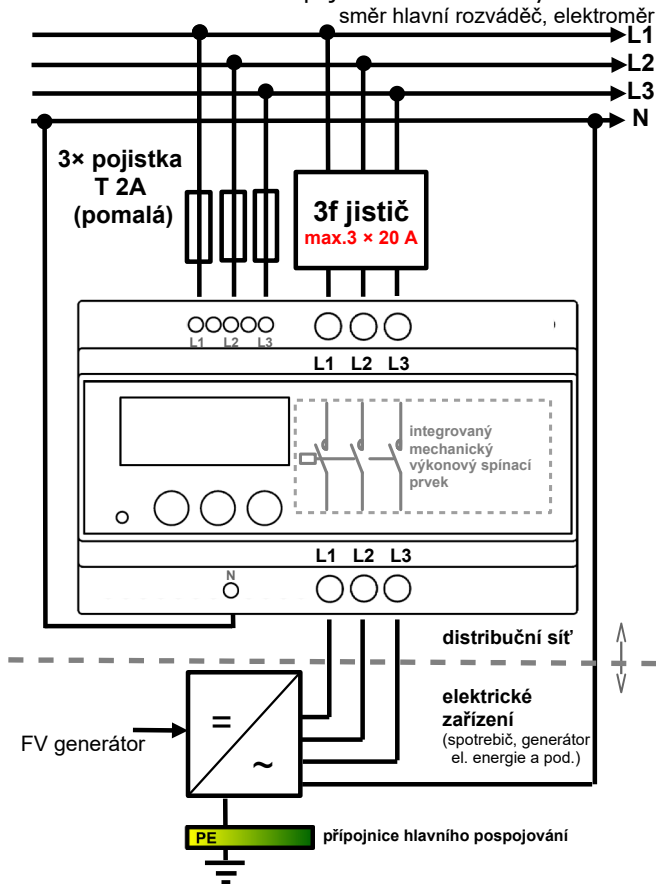 směr hlavní rozváděč, elektroměr
L1
L2
L3
N
3× pojistka
T 2A
(pomalá)
3f jistič
max.3 × 20 A
L1 L2 L3
L1 L2 L3
integrovaný
mechanický
výkonový spínací
prvek
L1 L2 L3
N
distribuční síť
elektrické
zařízení
(spotrebič, generátor
el. energie a pod.)
FV generátor
=
~
PE
přípojnice hlavního pospojování